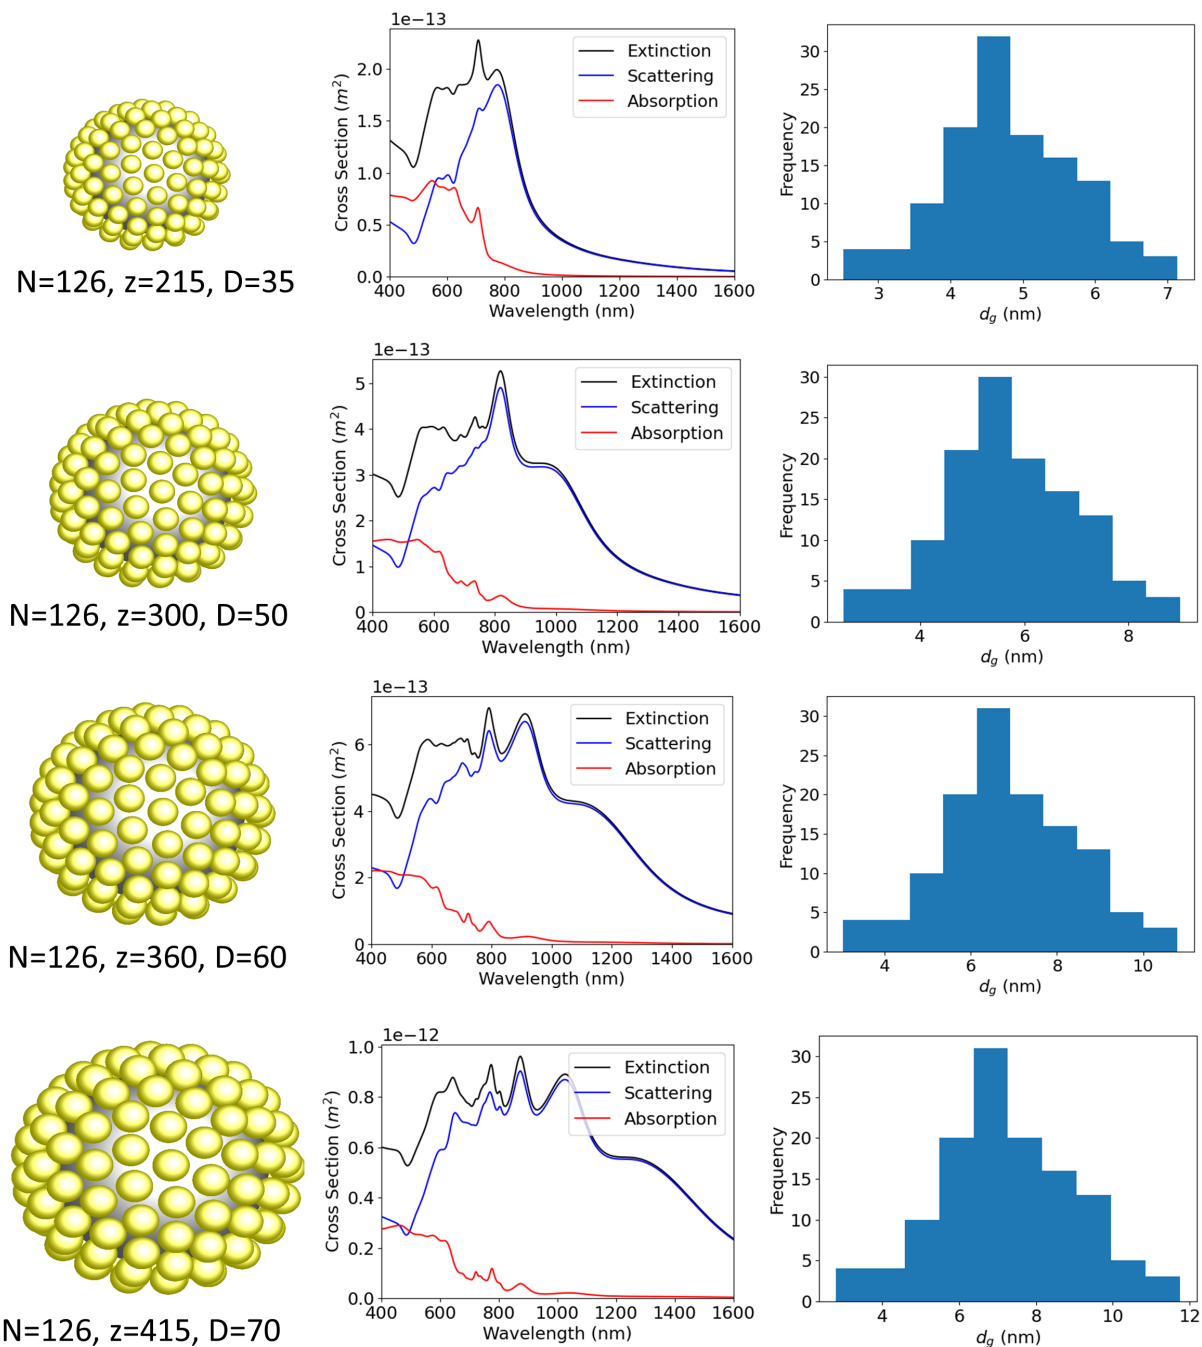 1e−13
Extinction
Scattering
Absorption
2.0
1.5
1.0
0.5
0.0
Cross Section (m²)
400 600 800 1000 1200 1400 1600
Wavelength (nm)
30
25
20
15
10
5
0
Frequency
3 4 5 6 7
d_g (nm)
N=126, z=215, D=35
1e−13
Extinction
Scattering
Absorption
5
4
3
2
1
0
Cross Section (m²)
400 600 800 1000 1200 1400 1600
Wavelength (nm)
30
25
20
15
10
5
0
Frequency
4 6 8
d_g (nm)
N=126, z=300, D=50
1e−13
Extinction
Scattering
Absorption
6
4
2
0
Cross Section (m²)
400 600 800 1000 1200 1400 1600
Wavelength (nm)
30
25
20
15
10
5
0
Frequency
4 6 8 10
d_g (nm)
N=126, z=360, D=60
1e−12
Extinction
Scattering
Absorption
1.0
0.8
0.6
0.4
0.2
0.0
Cross Section (m²)
400 600 800 1000 1200 1400 1600
Wavelength (nm)
30
25
20
15
10
5
0
Frequency
4 6 8 10 12
d_g (nm)
N=126, z=415, D=70